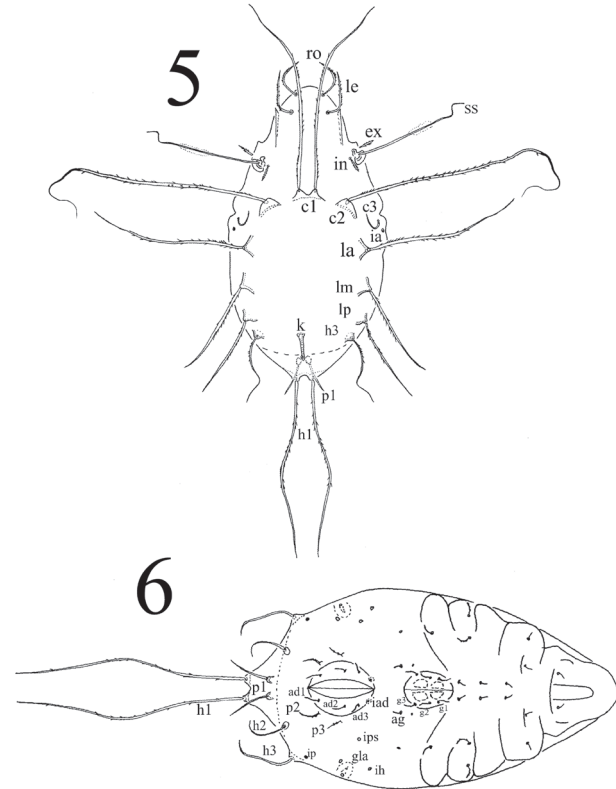 5
ro
le
ss
ex
in
c1
c2
c3
ia
la
lm
lp
k
h3
p1
h1
6
ad1
ad2
iad
p1
p2
ad3
g3
g2
g1
ag
h1
(h2
p3
ips
h3
ip
gla
ih